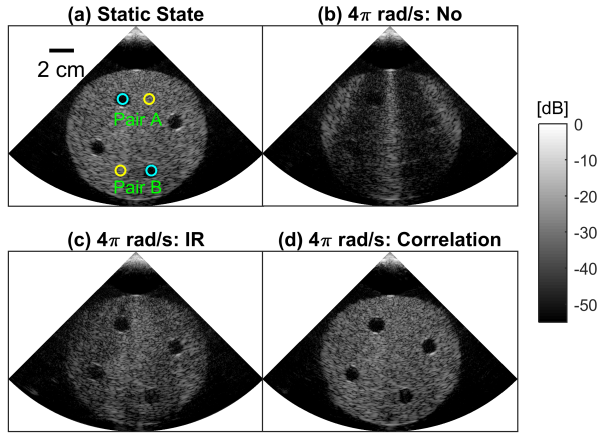 (a) Static State
(b) 4π rad/s: No
2 cm
Pair A
Pair B
[dB]
0
-10
-20
-30
-40
-50
(c) 4π rad/s: IR
(d) 4π rad/s: Correlation